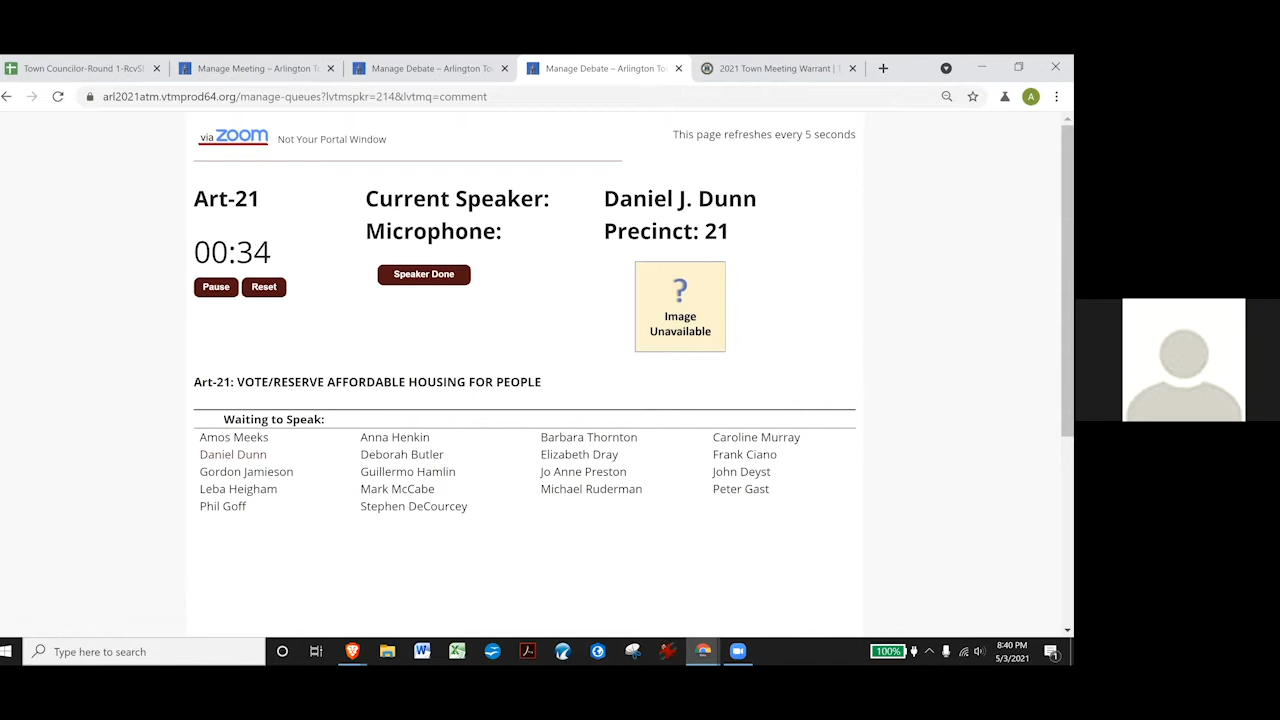 Town Councilor-Round 1-RcvS
Manage Meeting – Arlington To
Manage Debate – Arlington To
Manage Debate – Arlington To
2021 Town Meeting Warrant |
arl2021atm.vtmprod64.org/manage-queues?lvtmspkr=214&lvtmq=comment
A
via zoom Not Your Portal Window
This page refreshes every 5 seconds
Art-21 Current Speaker: Daniel J. Dunn
Microphone: Precinct: 21
00:34
Speaker Done
Pause Reset
?
Image
Unavailable
Art-21: VOTE/RESERVE AFFORDABLE HOUSING FOR PEOPLE
Waiting to Speak:
Amos Meeks Anna Henkin Barbara Thornton Caroline Murray
Daniel Dunn Deborah Butler Elizabeth Dray Frank Ciano
Gordon Jamieson Guillermo Hamlin Jo Anne Preston John Deyst
Leba Heigham Mark McCabe Michael Ruderman Peter Gast
Phil Goff Stephen DeCourcey
Type here to search
100%
8:40 PM
5/3/2021
1